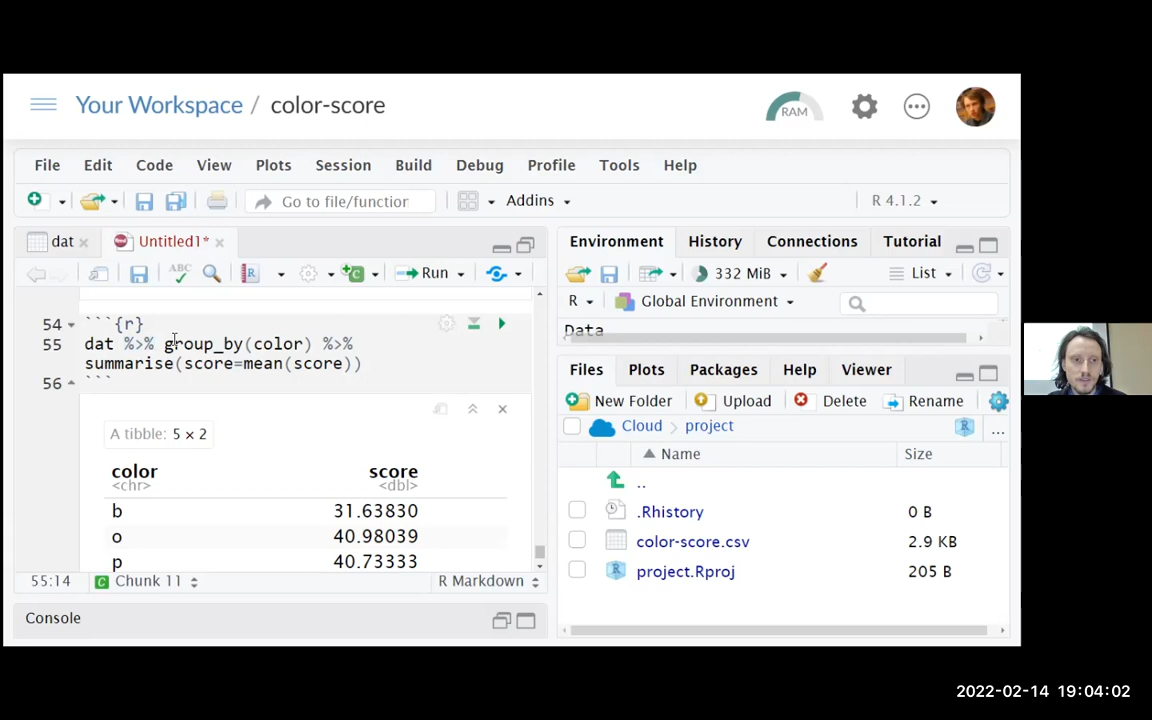 Your Workspace / color-score
RAM
File Edit Code View Plots Session Build Debug Profile Tools Help
Go to file/function Addins R 4.1.2
dat Untitled1*
ABC Run
54 ```{r}
55 dat %>% group_by(color) %>%
summarise(score=mean(score))
56 ```
A tibble: 5 × 2
color score
<chr> <dbl>
b 31.63830
o 40.98039
p 40.73333
55:14 Chunk 11 R Markdown
Console
Environment History Connections Tutorial
332 MiB List
R Global Environment
Data
Files Plots Packages Help Viewer
New Folder Upload Delete Rename
Cloud project ...
Name Size
..
.Rhistory 0 B
color-score.csv 2.9 KB
project.Rproj 205 B
2022-02-14 19:04:02